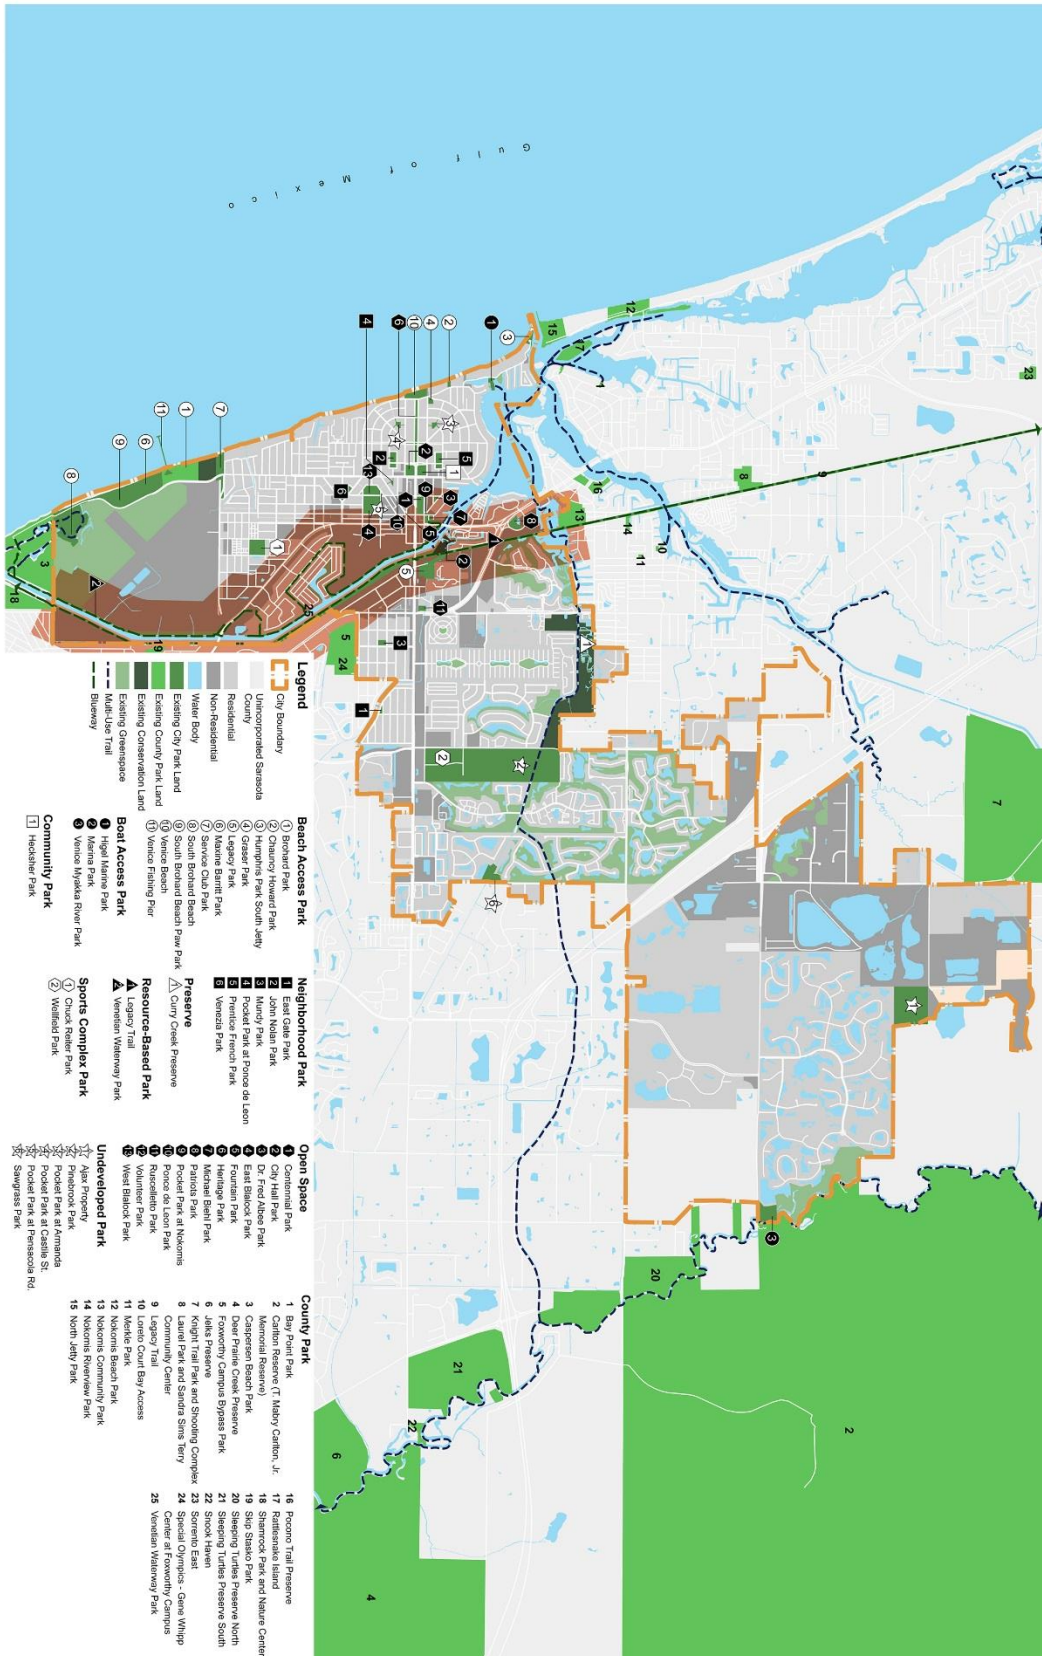 Gulf of Mexico
Legend
City Boundary
Unincorporated Sarasota
County
Residential
Non-Residential
Water Body
Existing City Park Land
Existing County Park Land
Existing Conservation Land
Existing Greenspace
Multi-Use Trail
Blueway
Beach Access Park
1 Brohard Park
2 Chauncy Howard Park
3 Humphris Park South Jetty
4 Graser Park
5 Legacy Park
6 Maxine Barritt Park
7 Service Club Park
8 South Brohard Beach
9 South Brohard Beach Paw Park
10 Venice Beach
11 Venice Fishing Pier
Boat Access Park
1 Higel Marine Park
2 Marina Park
3 Venice Myakka River Park
Community Park
1 Hecksher Park
Neighborhood Park
1 East Gate Park
2 John Nolan Park
3 Mundy Park
4 Pocket Park at Ponce de Leon
5 Prentice French Park
6 Venezia Park
Preserve
1 Curry Creek Preserve
Resource-Based Park
1 Legacy Trail
2 Venetian Waterway Park
Sports Complex Park
1 Chuck Reiter Park
2 Wellfield Park
Open Space
1 Centennial Park
2 City Hall Park
3 Dr. Fred Albee Park
4 East Blalock Park
5 Fountain Park
6 Heritage Park
7 Michael Biehl Park
8 Patriots Park
9 Pocket Park at Nokomis
10 Ponce de Leon Park
11 Ruscelletto Park
12 Volunteer Park
13 West Blalock Park
Undeveloped Park
1 Ajax Property
2 Pinebrook Park
3 Pocket Park at Armanda
4 Pocket Park at Castile St.
5 Pocket Park at Pensacola Rd.
6 Sawgrass Park
County Park
1 Bay Point Park
2 Carlton Reserve (T. Mabry Carlton, Jr.
Memorial Reserve)
3 Caspersen Beach Park
4 Deer Prairie Creek Preserve
5 Foxworthy Campus Bypass Park
6 Jelks Preserve
7 Knight Trail Park and Shooting Complex
8 Laurel Park and Sandra Sims Terry
Community Center
9 Legacy Trail
10 Loreto Court Bay Access
11 Merkle Park
12 Nokomis Beach Park
13 Nokomis Community Park
14 Nokomis Riverview Park
15 North Jetty Park
16 Pocono Trail Preserve
17 Rattlesnake Island
18 Shamrock Park and Nature Center
19 Skip Stasko Park
20 Sleeping Turtles Preserve North
21 Sleeping Turtles Preserve South
22 Snook Haven
23 Sorrento East
24 Special Olympics - Gene Whipp
Center at Foxworthy Campus
25 Venetian Waterway Park